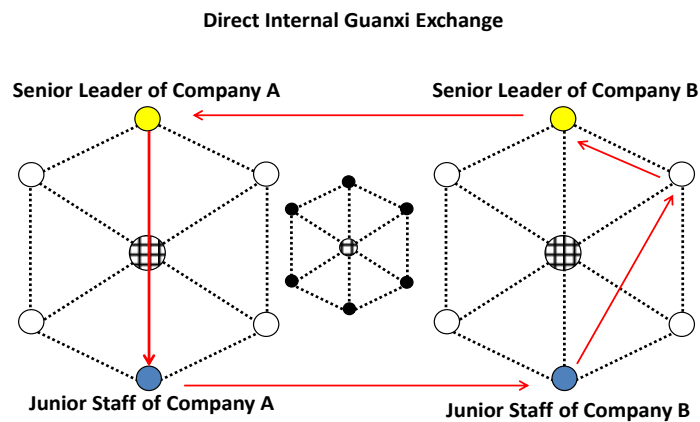 Direct Internal Guanxi Exchange
Senior Leader of Company A
Senior Leader of Company B
Junior Staff of Company A
Junior Staff of Company B